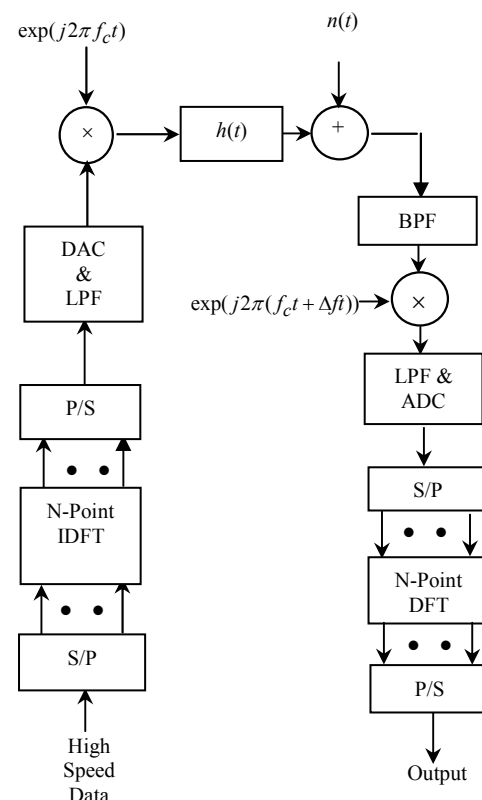 exp(j2πf_ct)
n(t)
×
h(t)
+
DAC
&
LPF
BPF
exp(j2π(f_ct + Δft))
×
LPF &
ADC
P/S
S/P
N-Point
IDFT
N-Point
DFT
S/P
P/S
High
Speed
Data
Output